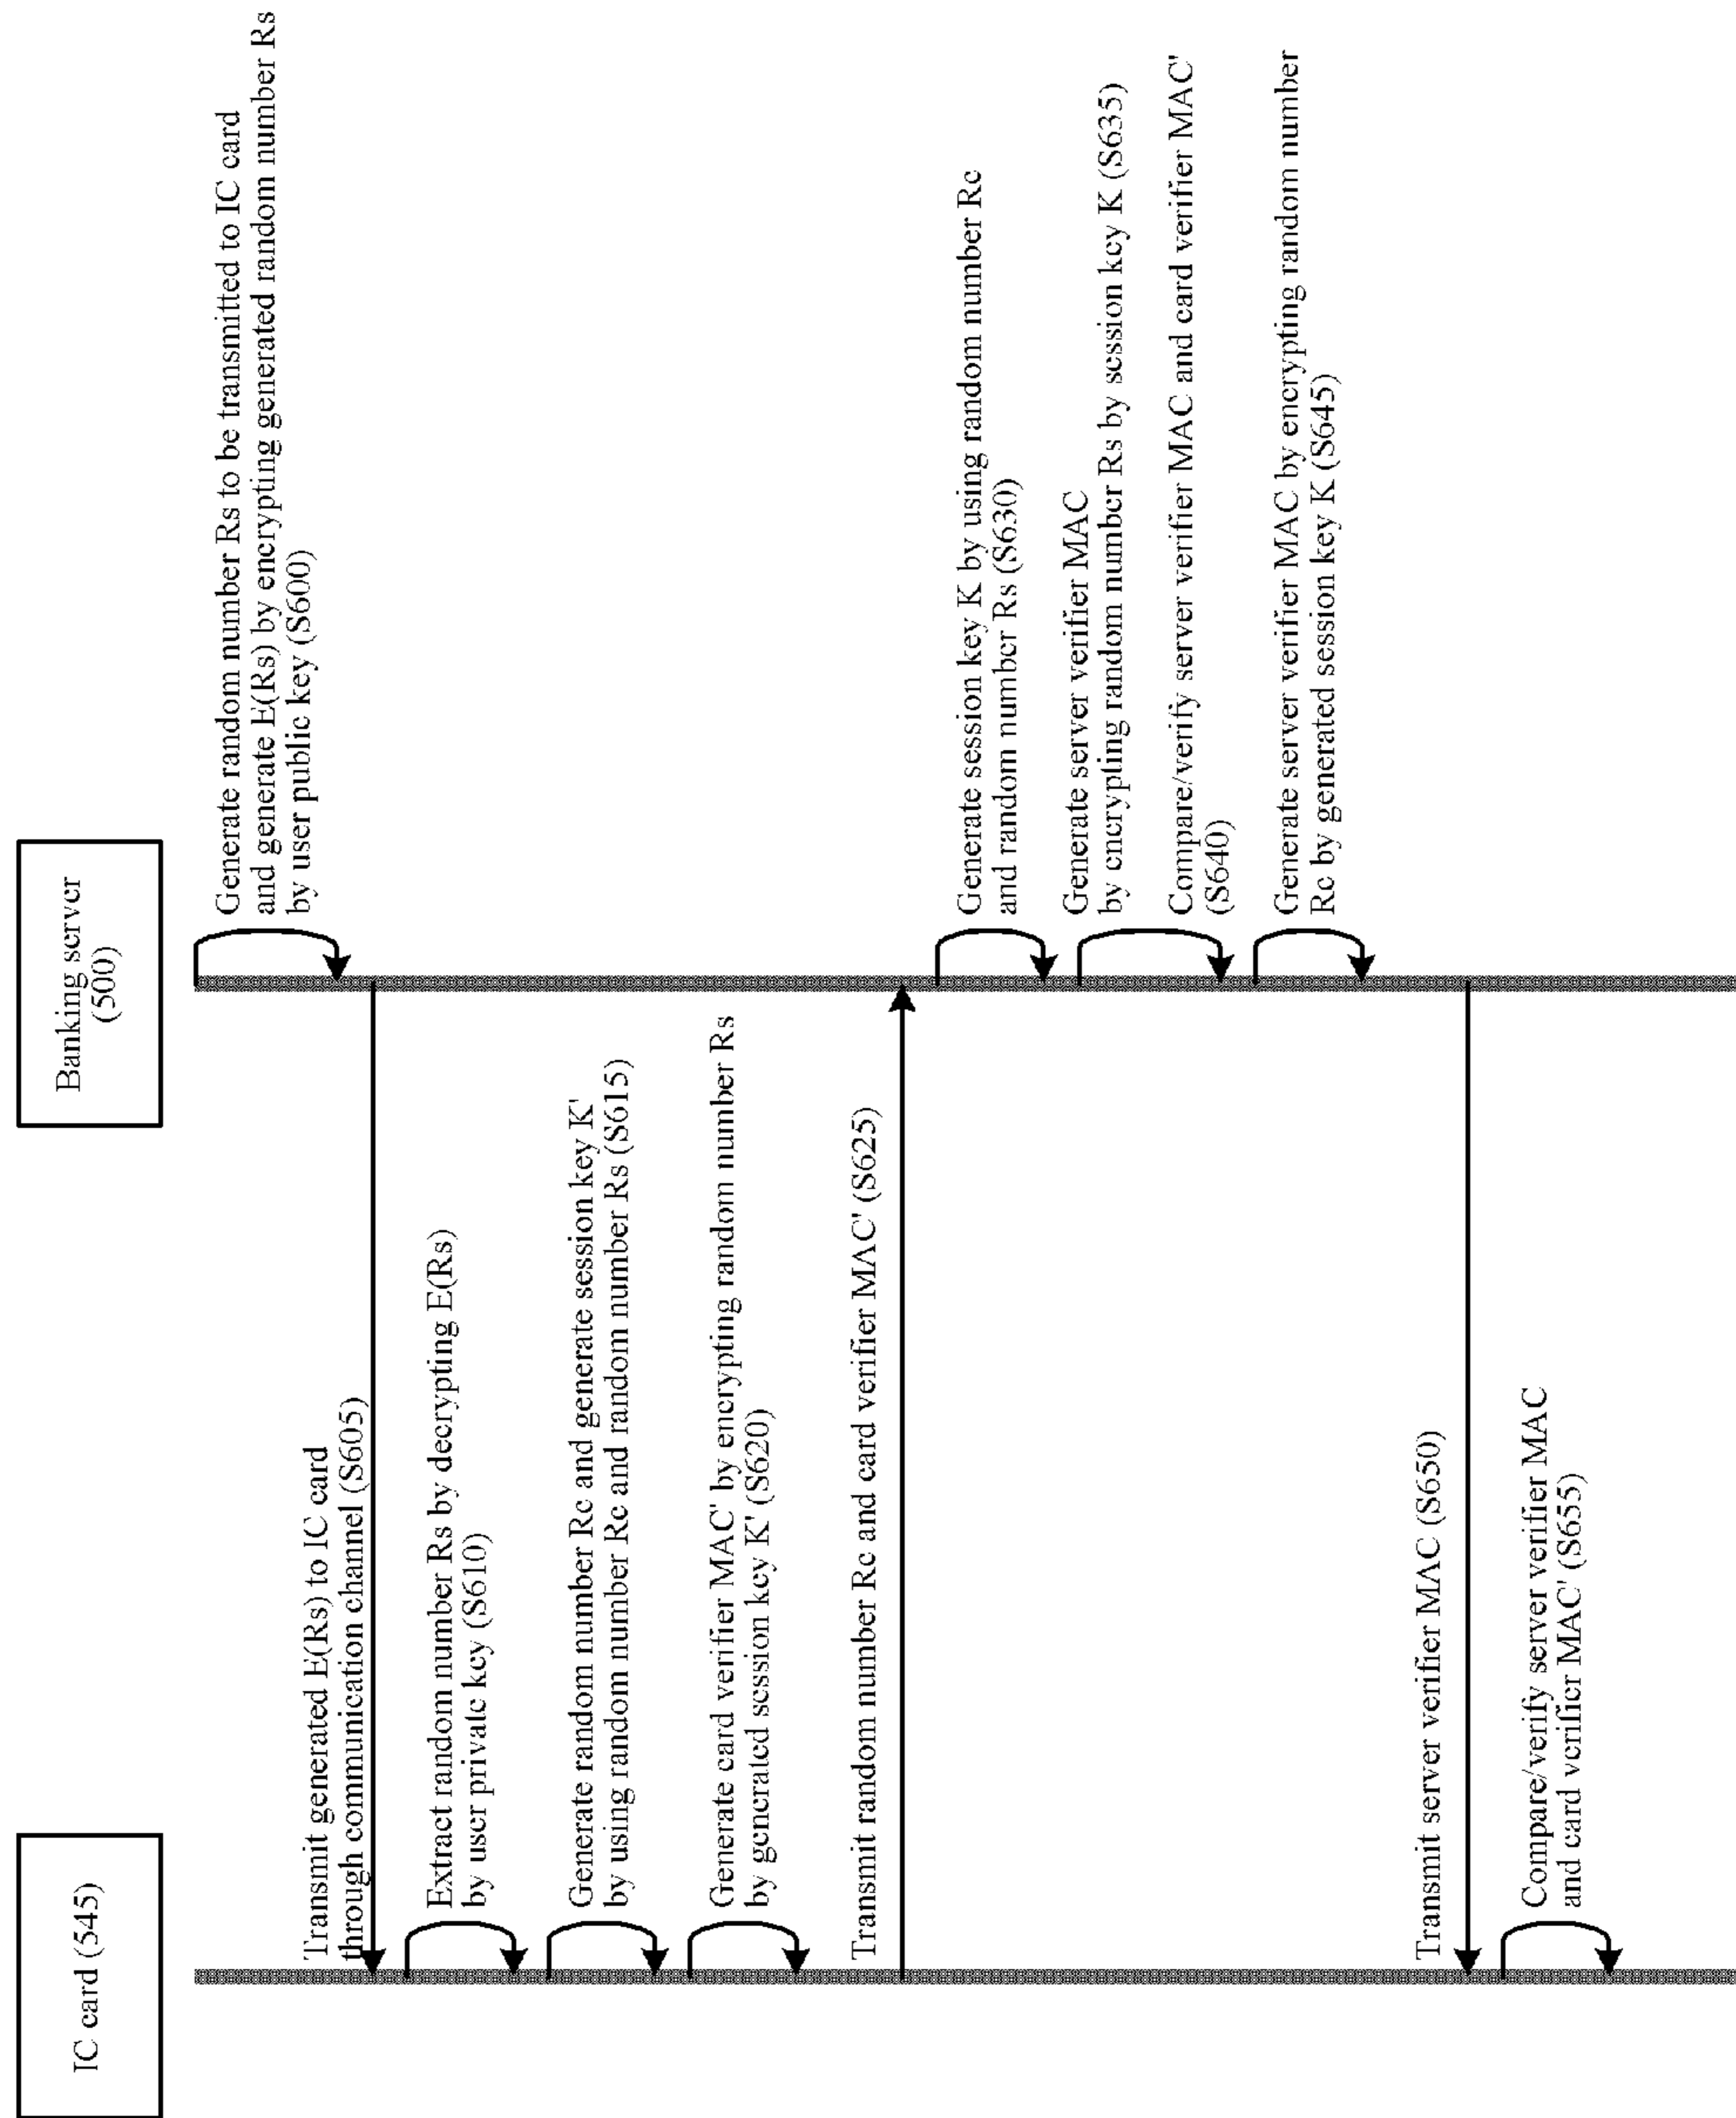 IC card (545)
Banking server
(500)
Generate random number Rs to be transmitted to IC card
and generate E(Rs) by encrypting generated random number Rs
by user public key (S600)
Transmit generated E(Rs) to IC card
through communication channel (S605)
Extract random number Rs by decrypting E(Rs)
by user private key (S610)
Generate random number Rc and generate session key K'
by using random number Rc and random number Rs (S615)
Generate card verifier MAC' by encrypting random number Rs
by generated session key K' (S620)
Transmit random number Rc and card verifier MAC' (S625)
Generate session key K by using random number Rc
and random number Rs (S630)
Generate server verifier MAC
by encrypting random number Rs by session key K (S635)
Compare/verify server verifier MAC and card verifier MAC'
(S640)
Generate server verifier MAC by encrypting random number
Rc by generated session key K (S645)
Transmit server verifier MAC (S650)
Compare/verify server verifier MAC
and card verifier MAC' (S655)